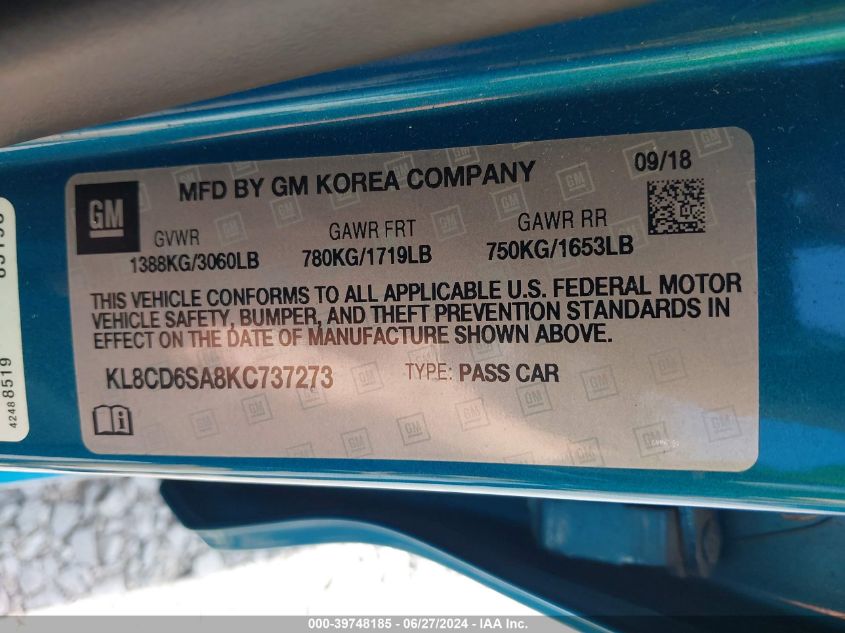 GM
MFD BY GM KOREA COMPANY
09/18
GVWR GAWR FRT GAWR RR
1388KG/3060LB 780KG/1719LB 750KG/1653LB
THIS VEHICLE CONFORMS TO ALL APPLICABLE U.S. FEDERAL MOTOR
VEHICLE SAFETY, BUMPER, AND THEFT PREVENTION STANDARDS IN
EFFECT ON THE DATE OF MANUFACTURE SHOWN ABOVE.
KL8CD6SA8KC737273 TYPE: PASS CAR
4248 8519
000-39748185 - 06/27/2024 - IAA Inc.